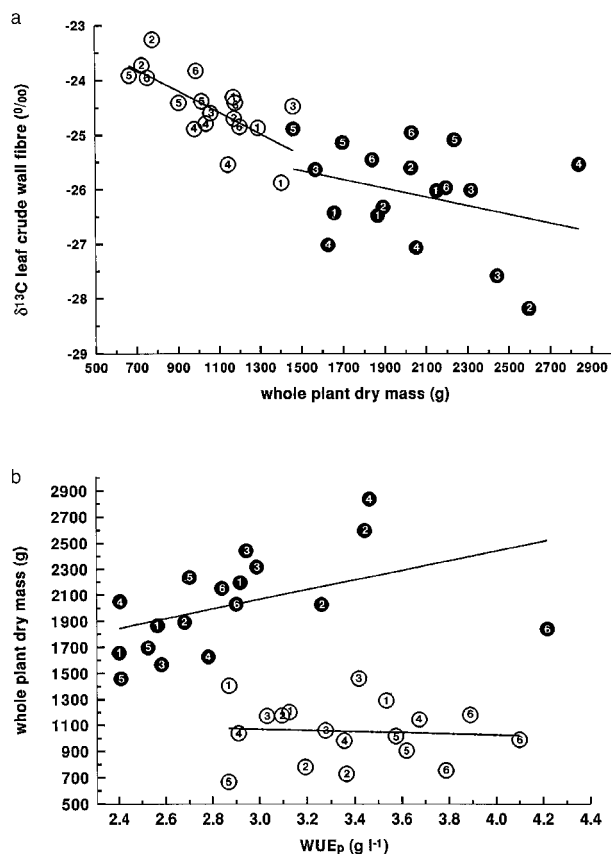 a
δ13C leaf crude wall fibre (0/00)
-23
-24
-25
-26
-27
-28
-29
500 700 900 1100 1300 1500 1700 1900 2100 2300 2500 2700 2900
whole plant dry mass (g)
b
whole plant dry mass (g)
2900
2700
2500
2300
2100
1900
1700
1500
1300
1100
900
700
500
2.4 2.6 2.8 3.0 3.2 3.4 3.6 3.8 4.0 4.2 4.4
WUEp (g l-1)